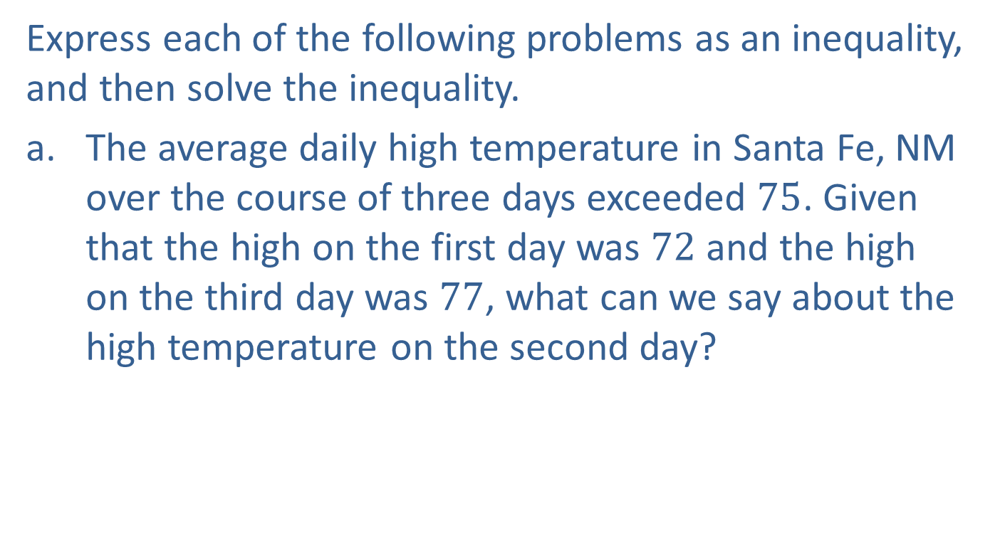 Express each of the following problems as an inequality,
and then solve the inequality.
a. The average daily high temperature in Santa Fe, NM
over the course of three days exceeded 75. Given
that the high on the first day was 72 and the high
on the third day was 77, what can we say about the
high temperature on the second day?